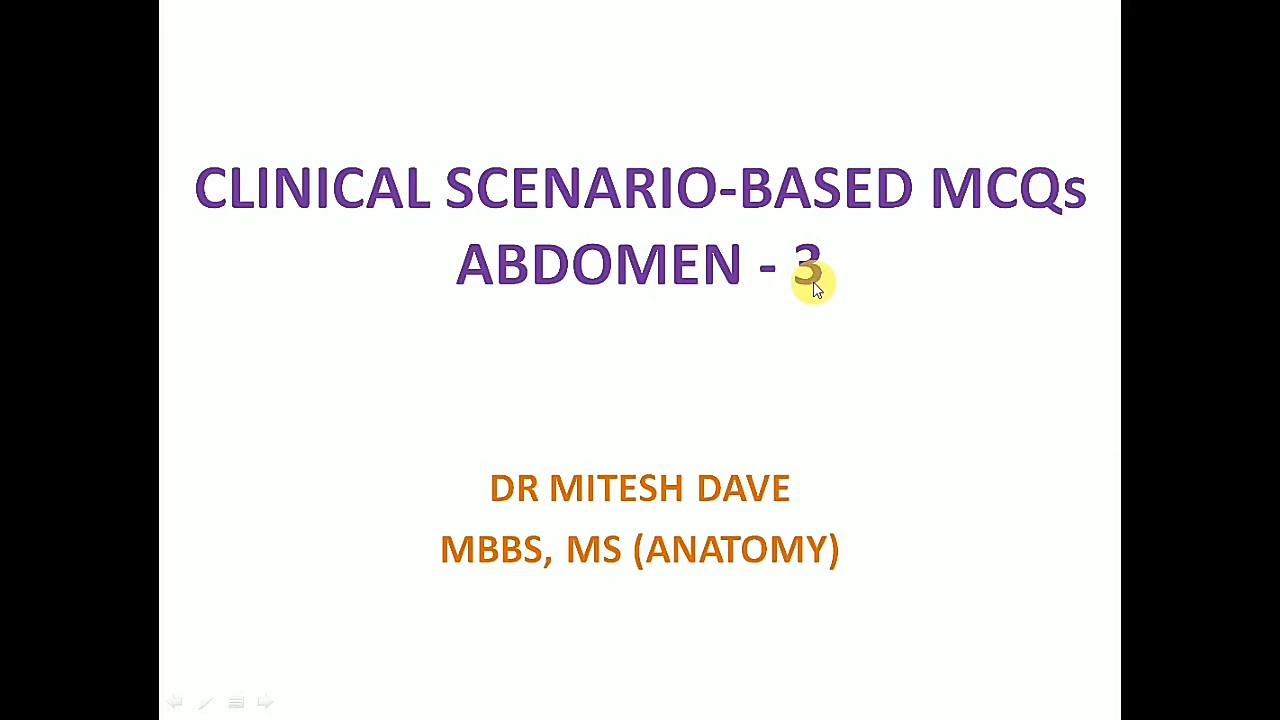 CLINICAL SCENARIO-BASED MCQs
ABDOMEN - 3
DR MITESH DAVE
MBBS, MS (ANATOMY)